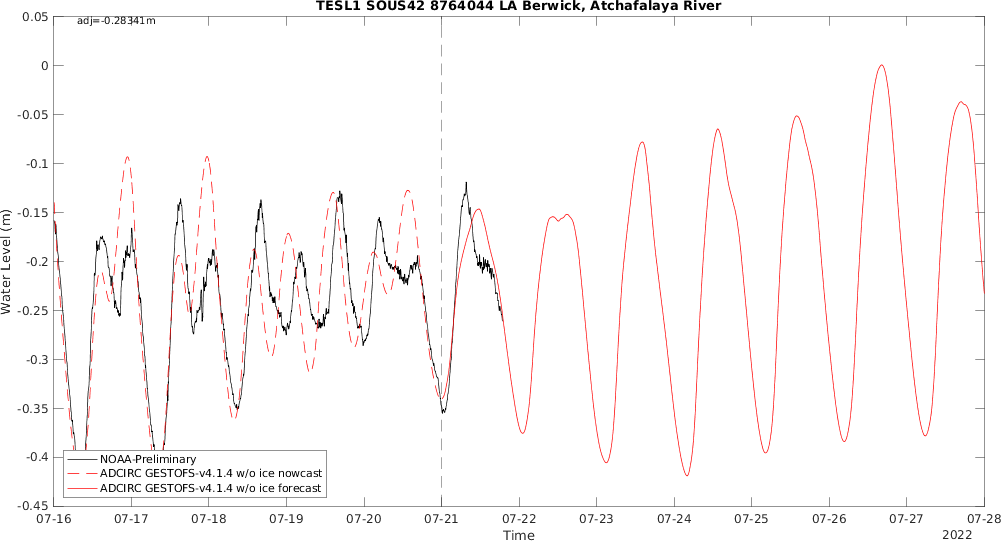 TESL1 SOUS42 8764044 LA Berwick, Atchafalaya River
adj=-0.28341m
0.05
0
-0.05
-0.1
-0.15
-0.2
-0.25
-0.3
-0.35
-0.4
-0.45
Water Level (m)
NOAA-Preliminary
ADCIRC GESTOFS-v4.1.4 w/o ice nowcast
ADCIRC GESTOFS-v4.1.4 w/o ice forecast
07-16 07-17 07-18 07-19 07-20 07-21 07-22 07-23 07-24 07-25 07-26 07-27 07-28
Time
2022